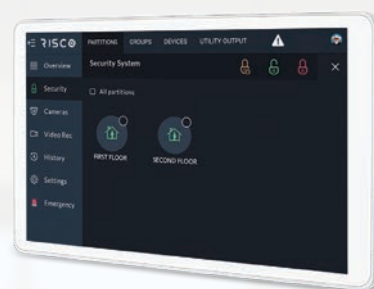 RISCO
PARTITIONS GROUPS DEVICES UTILITY OUTPUT
Overview
Security System
Security
All partitions
Cameras
Video Rec.
FIRST FLOOR SECOND FLOOR
History
Settings
Emergency